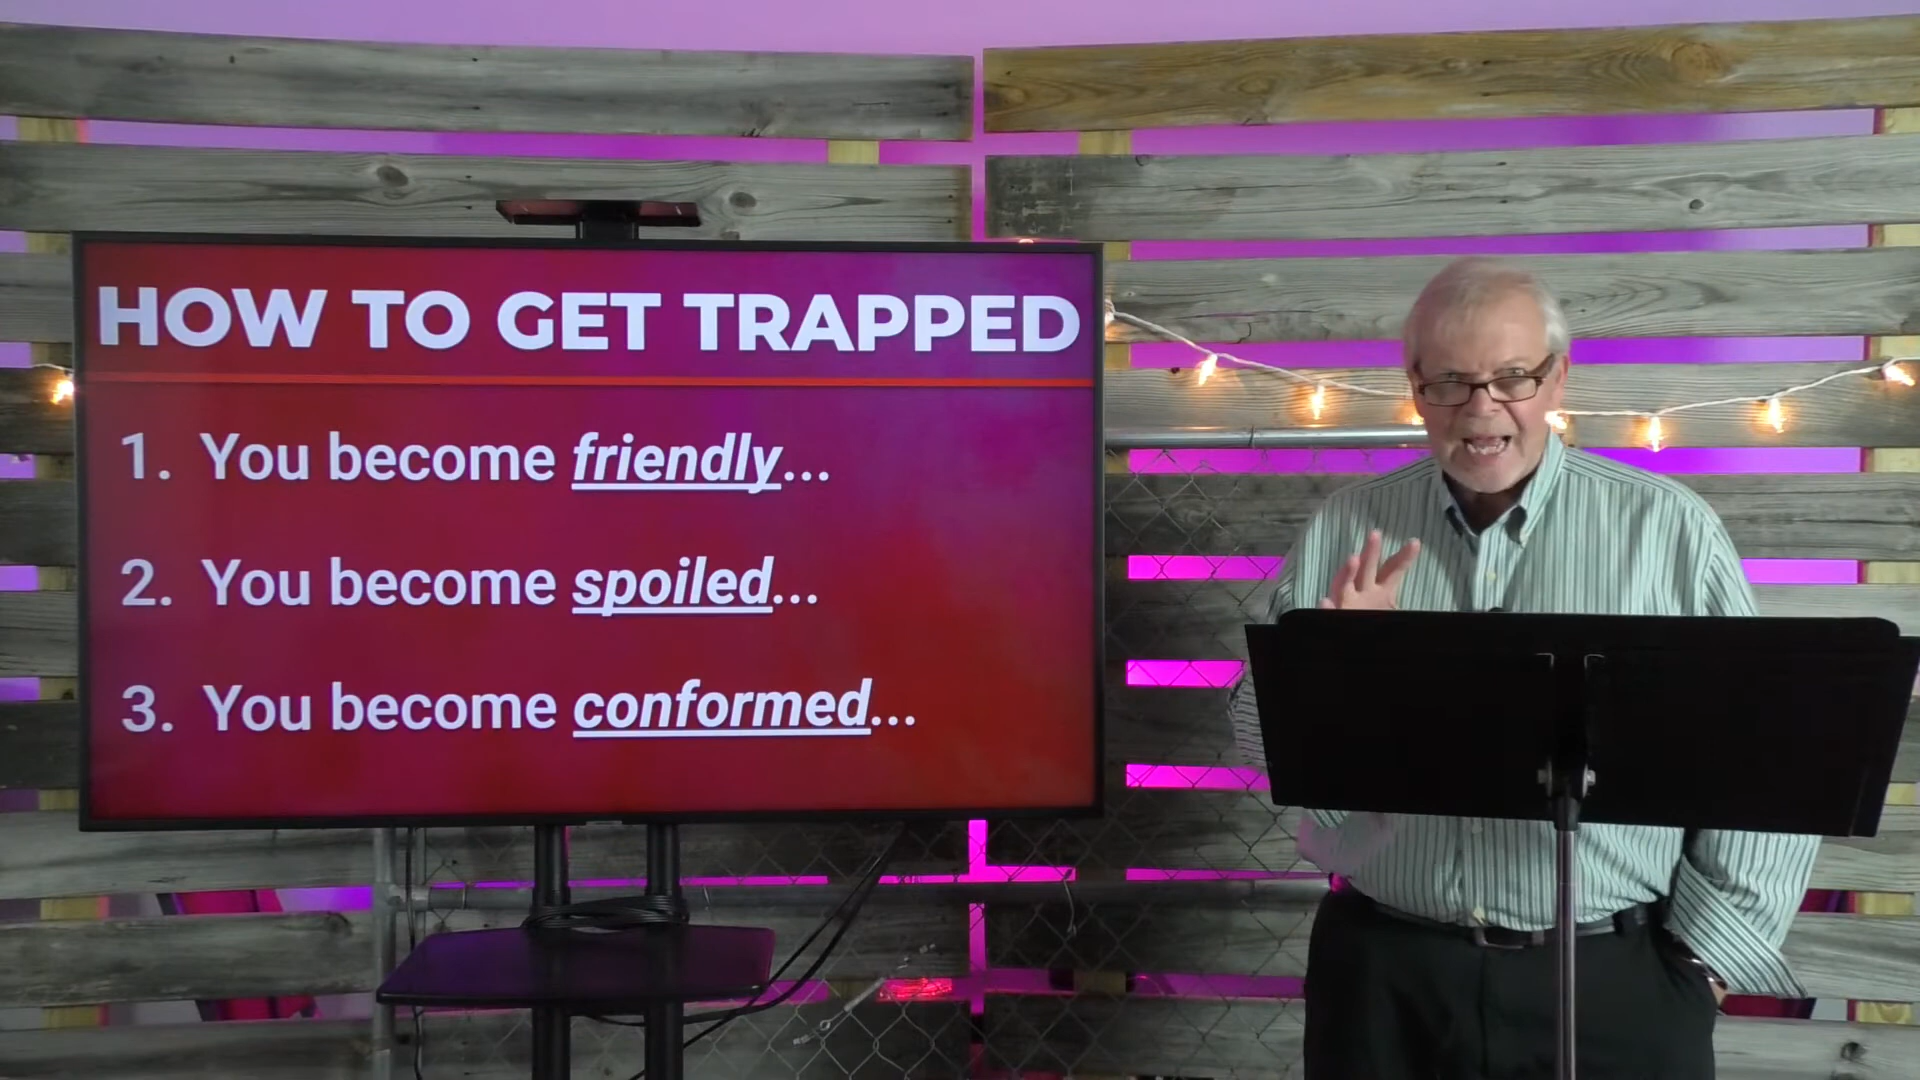 HOW TO GET TRAPPED
1. You become friendly...
2. You become spoiled...
3. You become conformed...